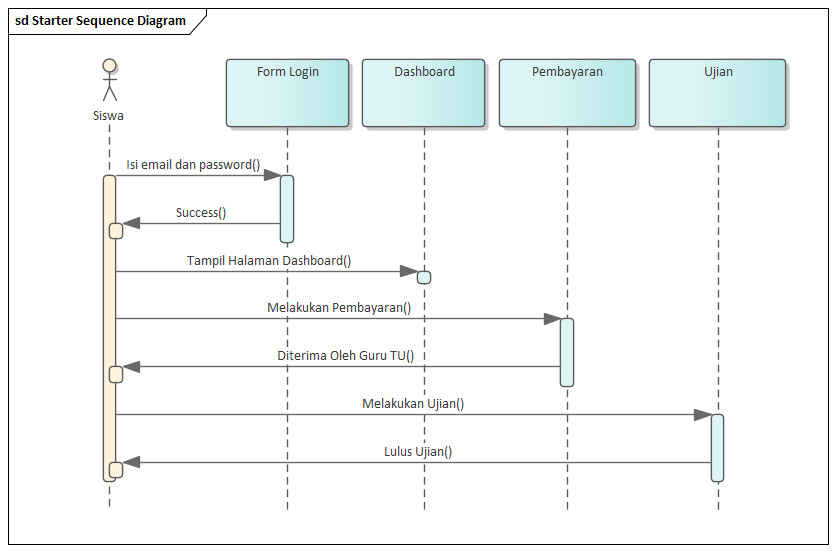 sd Starter Sequence Diagram
Siswa
Form Login
Dashboard
Pembayaran
Ujian
Isi email dan password()
Success()
Tampil Halaman Dashboard()
Melakukan Pembayaran()
Diterima Oleh Guru TU()
Melakukan Ujian()
Lulus Ujian()